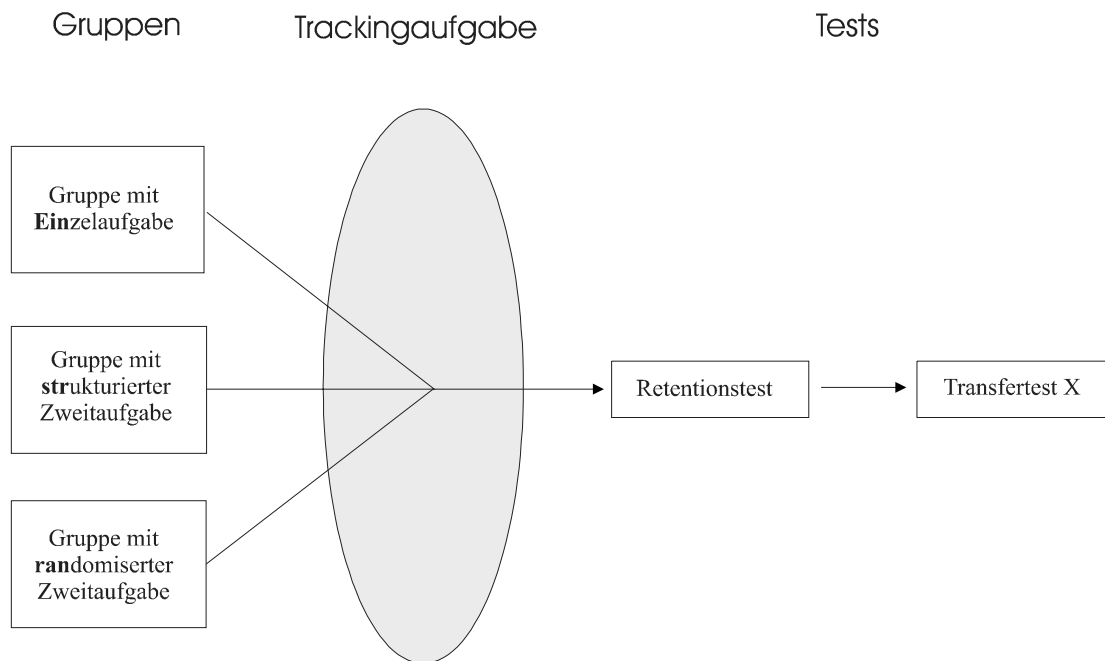 Gruppen
Trackingaufgabe
Tests
Gruppe mit
Einzelaufgabe
Gruppe mit
strukturierter
Zweitaufgabe
Gruppe mit
randomiserter
Zweitaufgabe
Retentionstest
Transfertest X